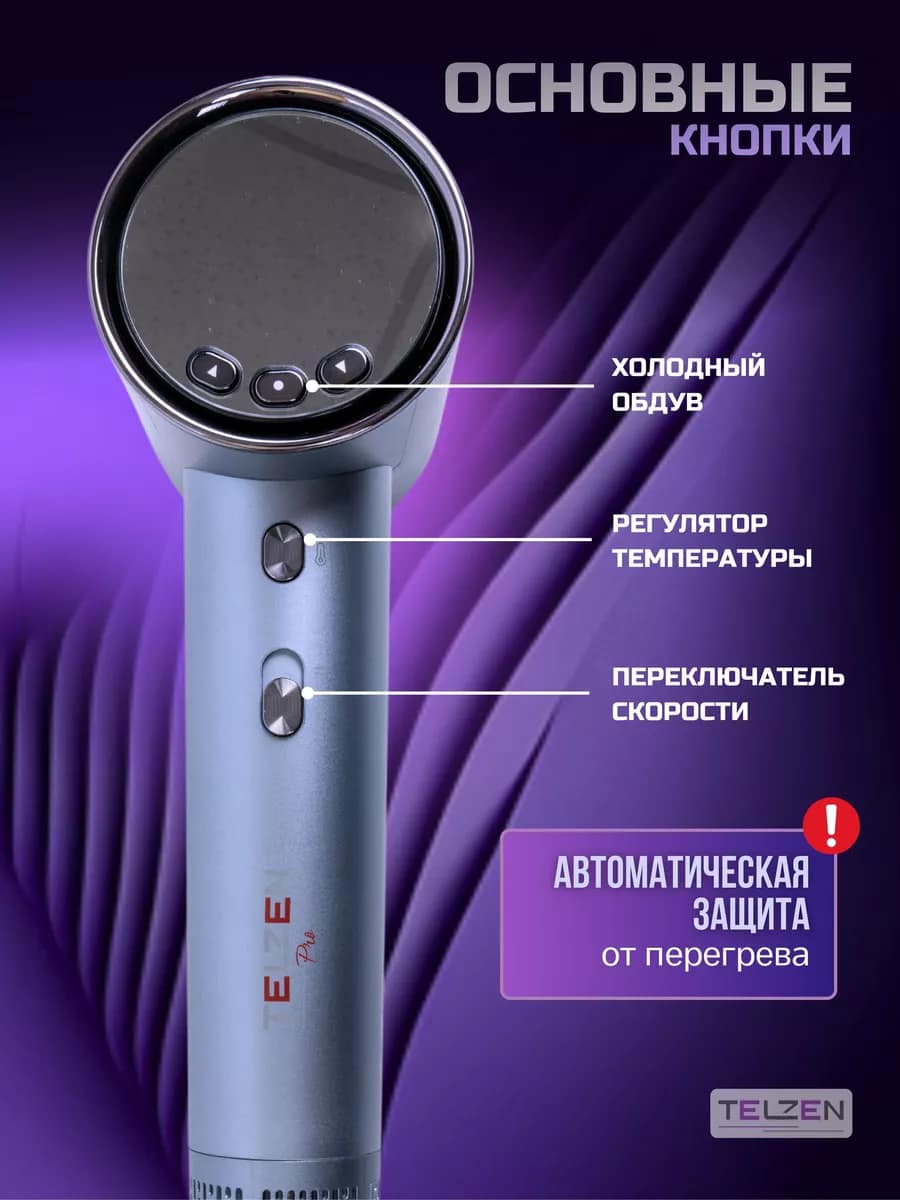 ОСНОВНЫЕ
КНОПКИ
ХОЛОДНЫЙ
ОБДУВ
РЕГУЛЯТОР
ТЕМПЕРАТУРЫ
ПЕРЕКЛЮЧАТЕЛЬ
СКОРОСТИ
TELZEN
Pro
!
АВТОМАТИЧЕСКАЯ
ЗАЩИТА
от перегрева
TELZEN